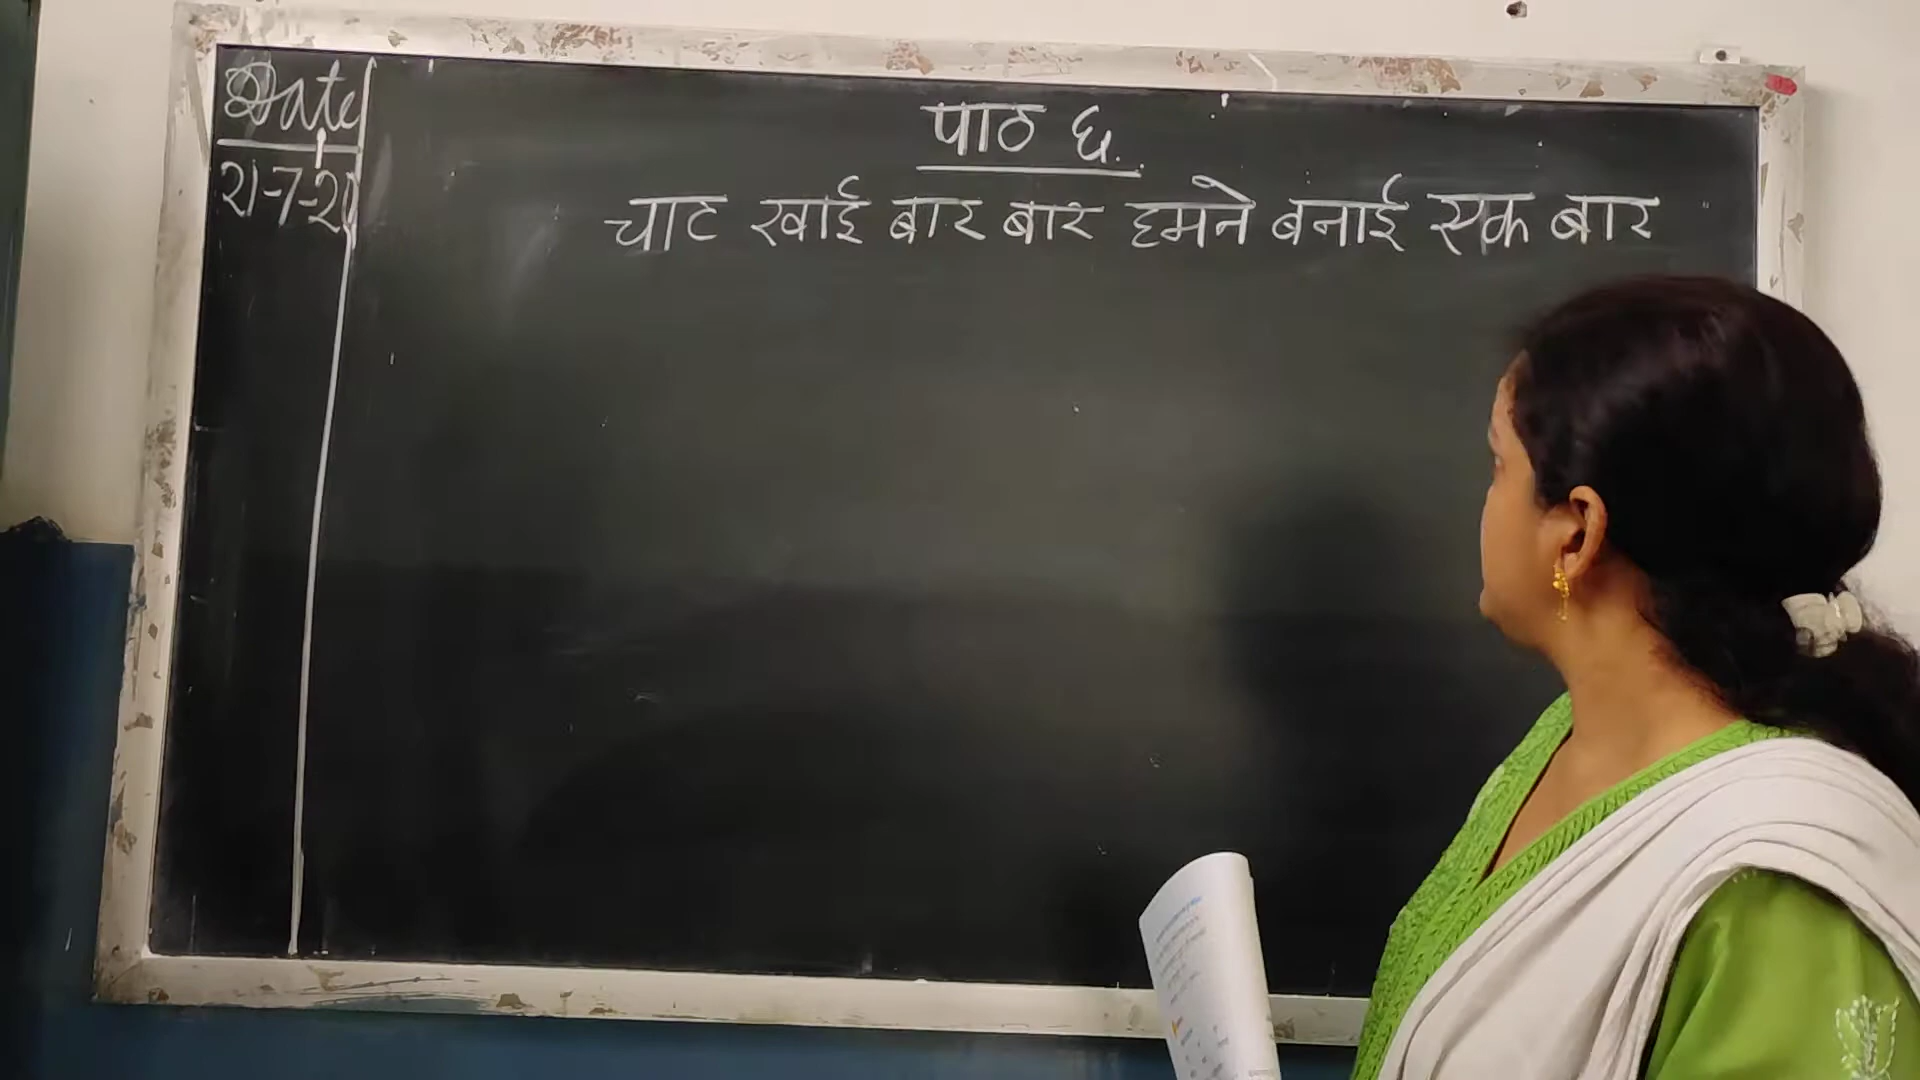 Date
21-7-20
पाठ ६
चाट खाई बार बार हमने बनाई एक बार